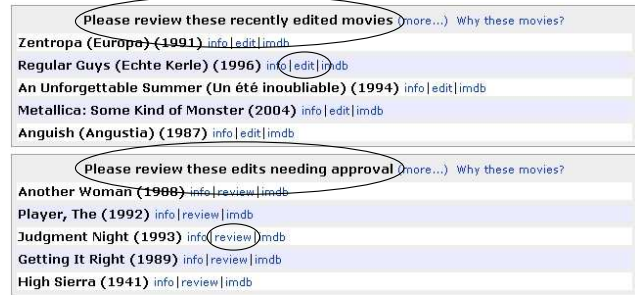 Please review these recently edited movies (more...) Why these movies?
Zentropa (Europa) (1991) info|edit|imdb
Regular Guys (Echte Kerle) (1996) info|edit|imdb
An Unforgettable Summer (Un été inoubliable) (1994) info|edit|imdb
Metallica: Some Kind of Monster (2004) info|edit|imdb
Anguish (Angustia) (1987) info|edit|imdb
Please review these edits needing approval (more...) Why these movies?
Another Woman (1988) info|review|imdb
Player, The (1992) info|review|imdb
Judgment Night (1993) info|review|imdb
Getting It Right (1989) info|review|imdb
High Sierra (1941) info|review|imdb